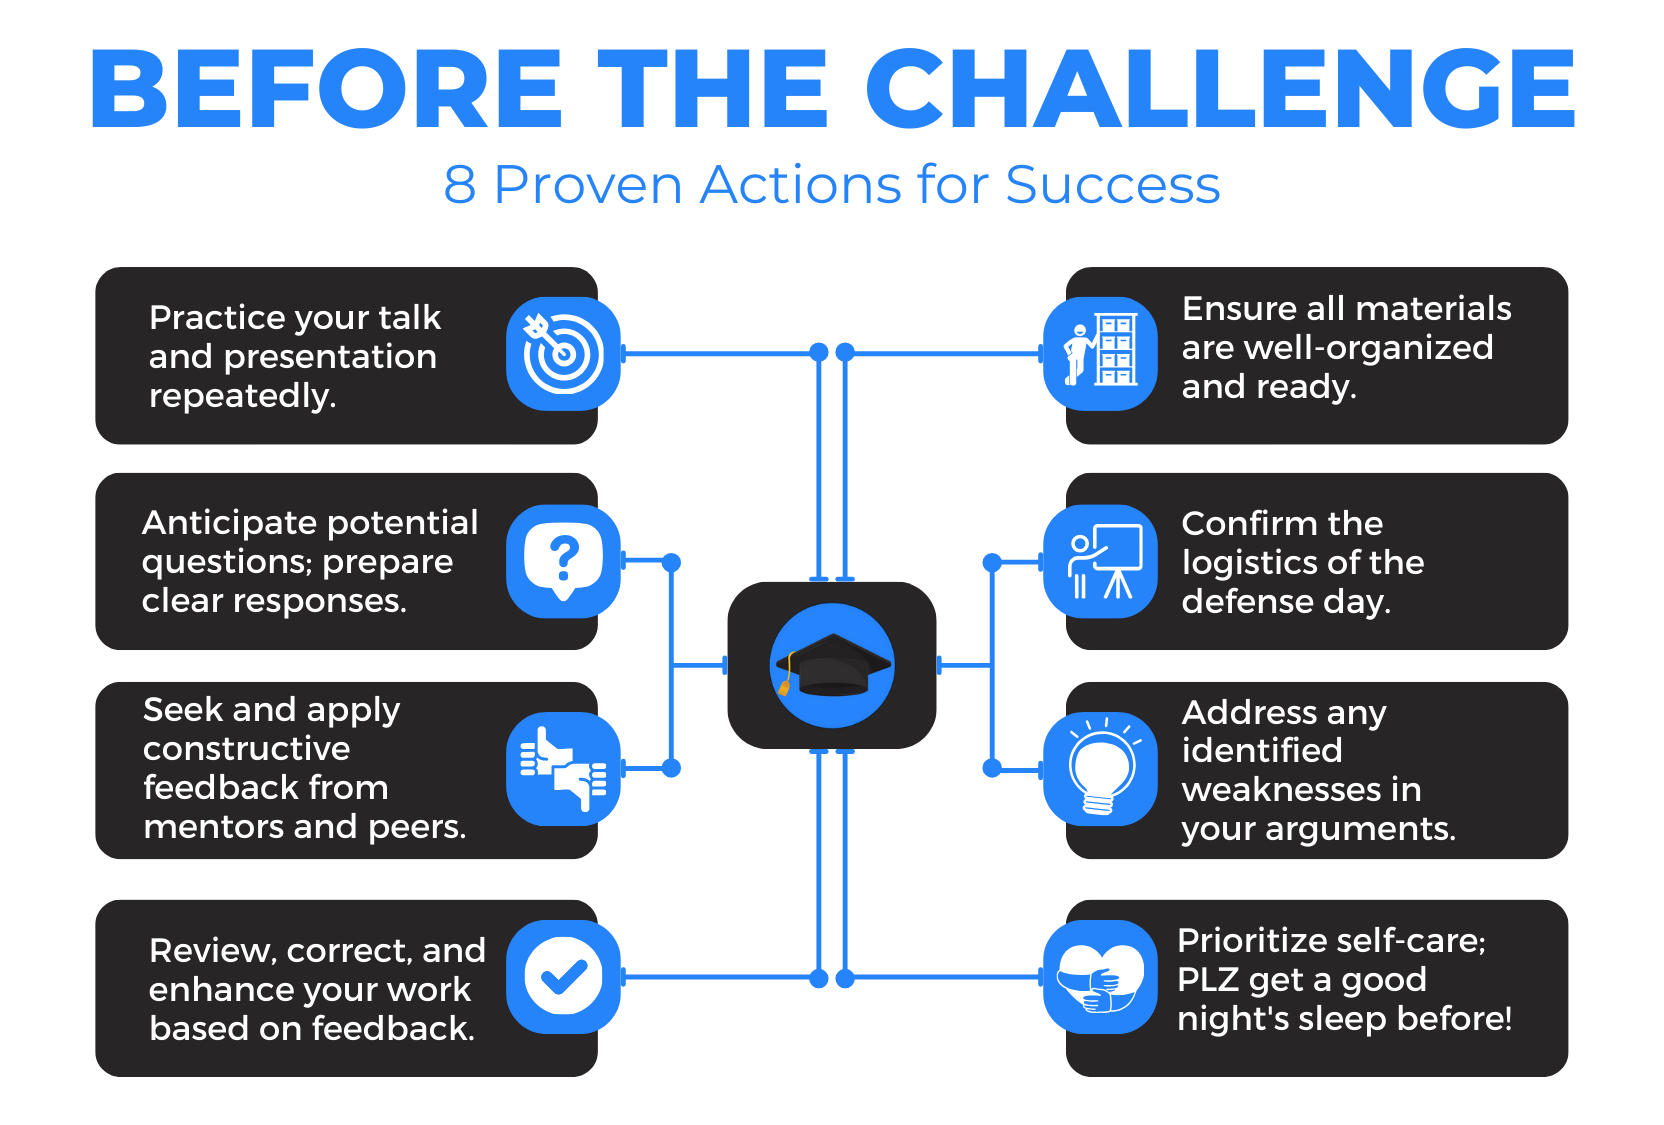 BEFORE THE CHALLENGE
8 Proven Actions for Success
Practice your talk
and presentation
repeatedly.
Anticipate potential
questions; prepare
clear responses.
Seek and apply
constructive
feedback from
mentors and peers.
Review, correct, and
enhance your work
based on feedback.
Ensure all materials
are well-organized
and ready.
Confirm the
logistics of the
defense day.
Address any
identified
weaknesses in
your arguments.
Prioritize self-care;
PLZ get a good
night's sleep before!